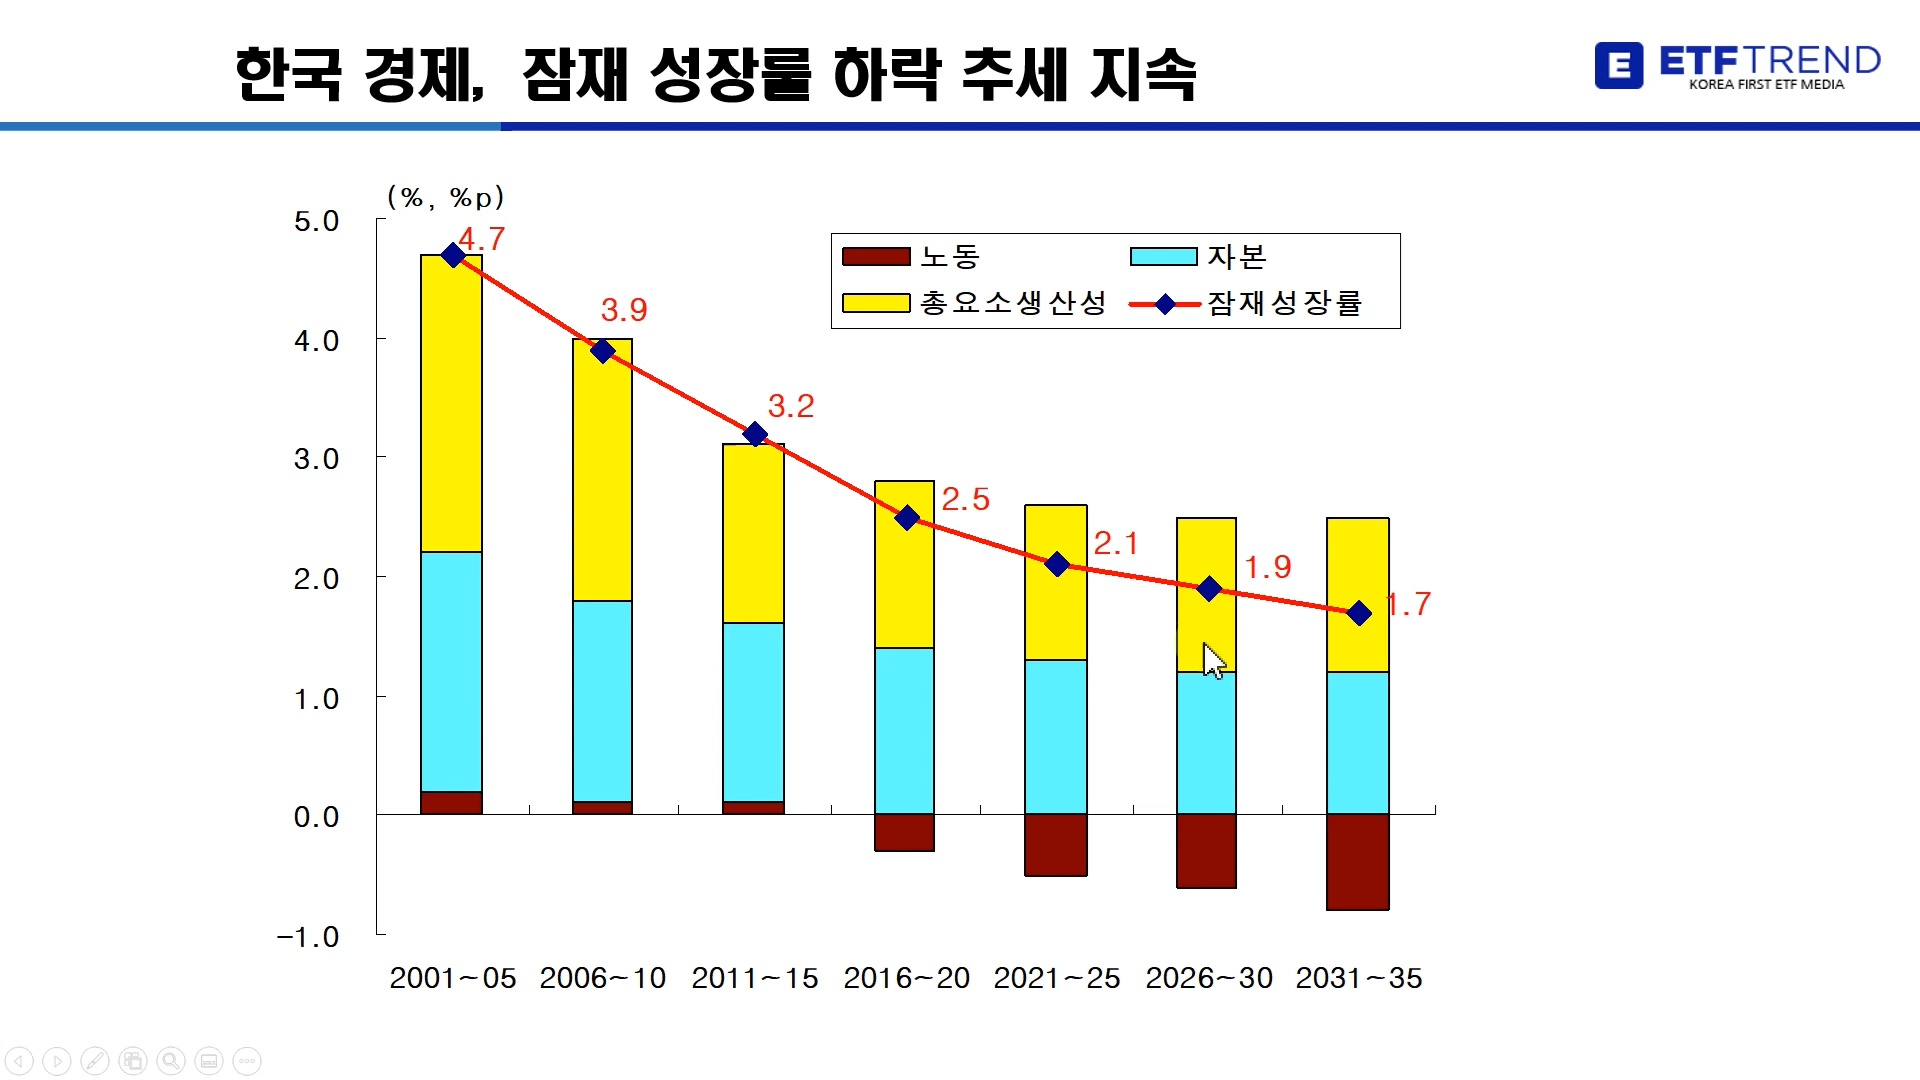 한국 경제, 잠재 성장률 하락 추세 지속
E ETFTREND
KOREA FIRST ETF MEDIA
(%, %p)
노동 자본
총요소생산성 잠재성장률
5.0
4.0
3.0
2.0
1.0
0.0
-1.0
4.7
3.9
3.2
2.5
2.1
1.9
1.7
2001~05 2006~10 2011~15 2016~20 2021~25 2026~30 2031~35